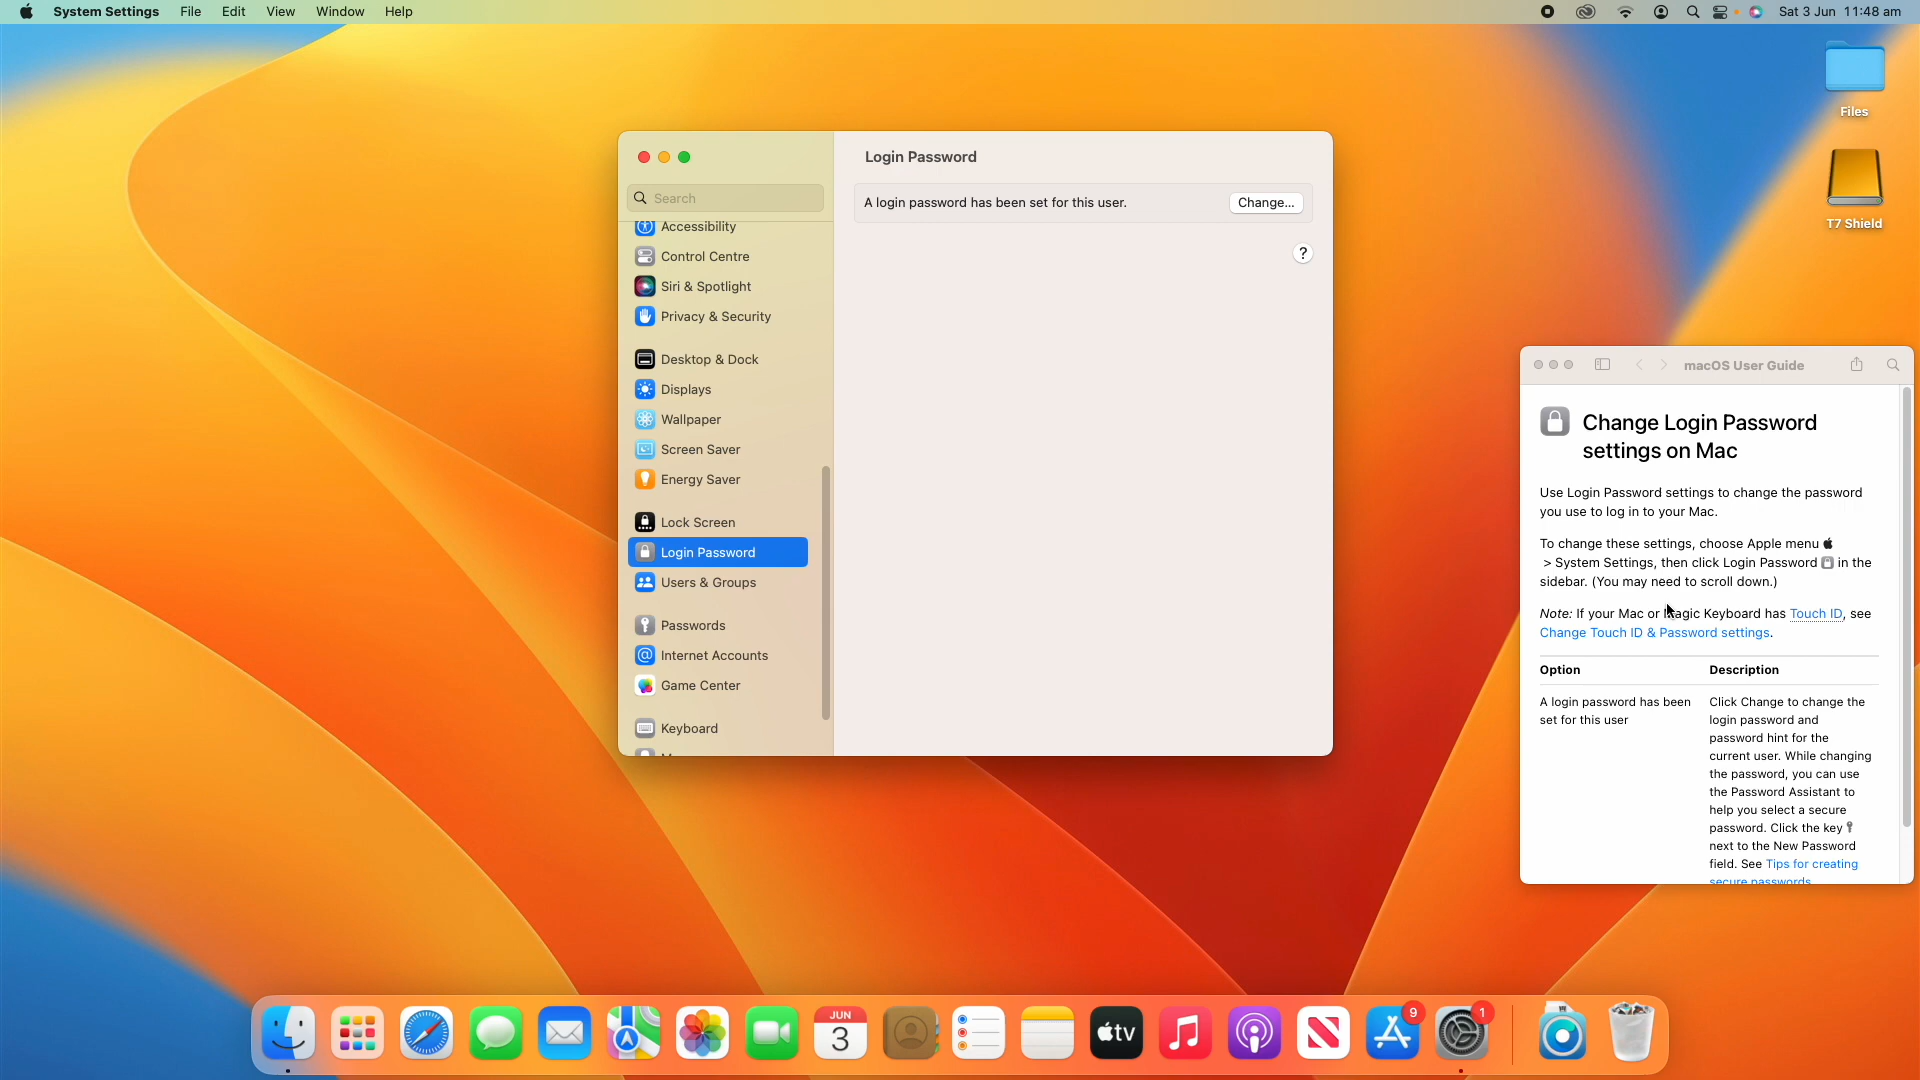 System Settings File Edit View Window Help
Sat 3 Jun 11:48 am
Files
T7 Shield
Login Password
Search
A login password has been set for this user.
Change...
?
Accessibility
Control Centre
Siri & Spotlight
Privacy & Security
Desktop & Dock
Displays
Wallpaper
Screen Saver
Energy Saver
Lock Screen
Login Password
Users & Groups
Passwords
Internet Accounts
Game Center
Keyboard
macOS User Guide
Change Login Password
settings on Mac
Use Login Password settings to change the password
you use to log in to your Mac.
To change these settings, choose Apple menu
> System Settings, then click Login Password in the
sidebar. (You may need to scroll down.)
Note: If your Mac or Magic Keyboard has Touch ID, see
Change Touch ID & Password settings.
Option Description
A login password has been
set for this user
Click Change to change the
login password and
password hint for the
current user. While changing
the password, you can use
the Password Assistant to
help you select a secure
password. Click the key
next to the New Password
field. See Tips for creating
secure passwords
JUN
3
tv
9
1